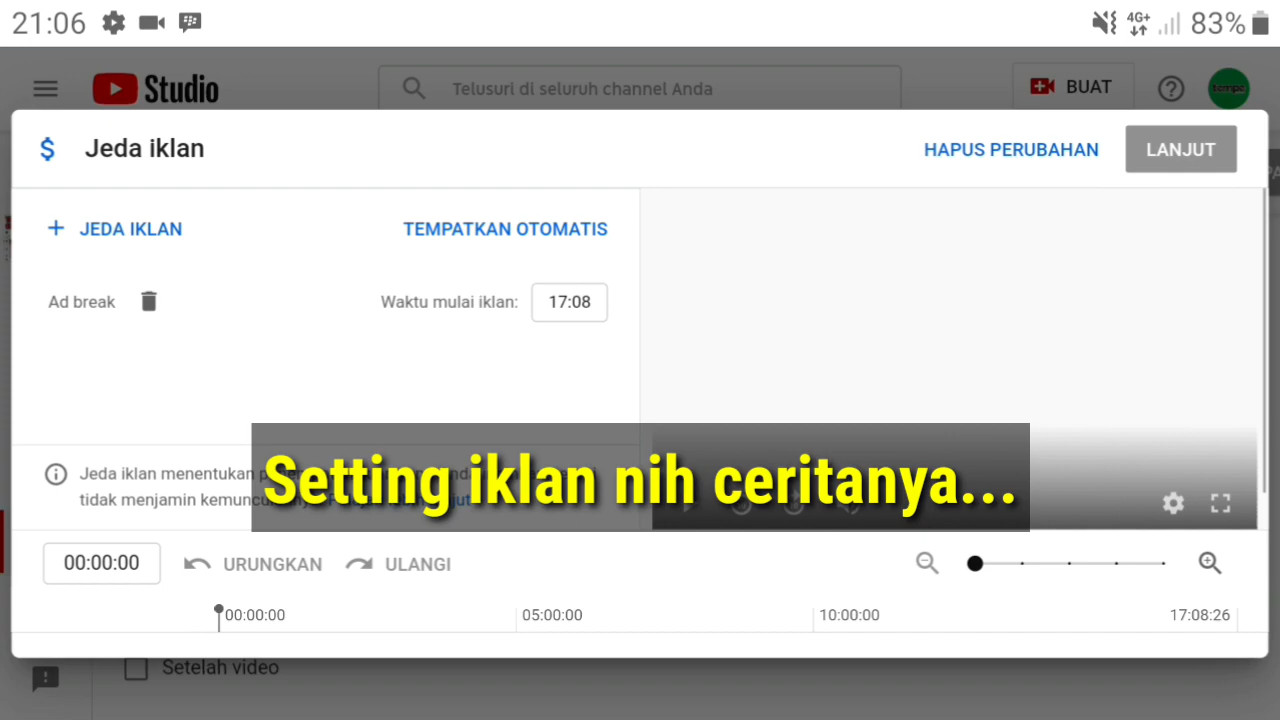 21:06
4G+
83%
Studio
Telusuri di seluruh channel Anda
BUAT
tempe
Jeda iklan
HAPUS PERUBAHAN
LANJUT
+ JEDA IKLAN
TEMPATKAN OTOMATIS
Ad break
Waktu mulai iklan:
17:08
Jeda iklan menentukan
tidak menjamin
Setting iklan nih ceritanya...
00:00:00
URUNGKAN
ULANGI
00:00:00
05:00:00
10:00:00
17:08:26
Setelah video